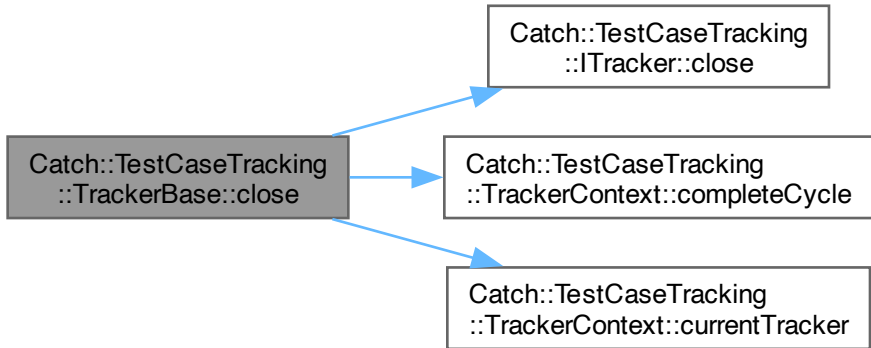 Catch::TestCaseTracking
::TrackerBase::close
Catch::TestCaseTracking
::ITracker::close
Catch::TestCaseTracking
::TrackerContext::completeCycle
Catch::TestCaseTracking
::TrackerContext::currentTracker